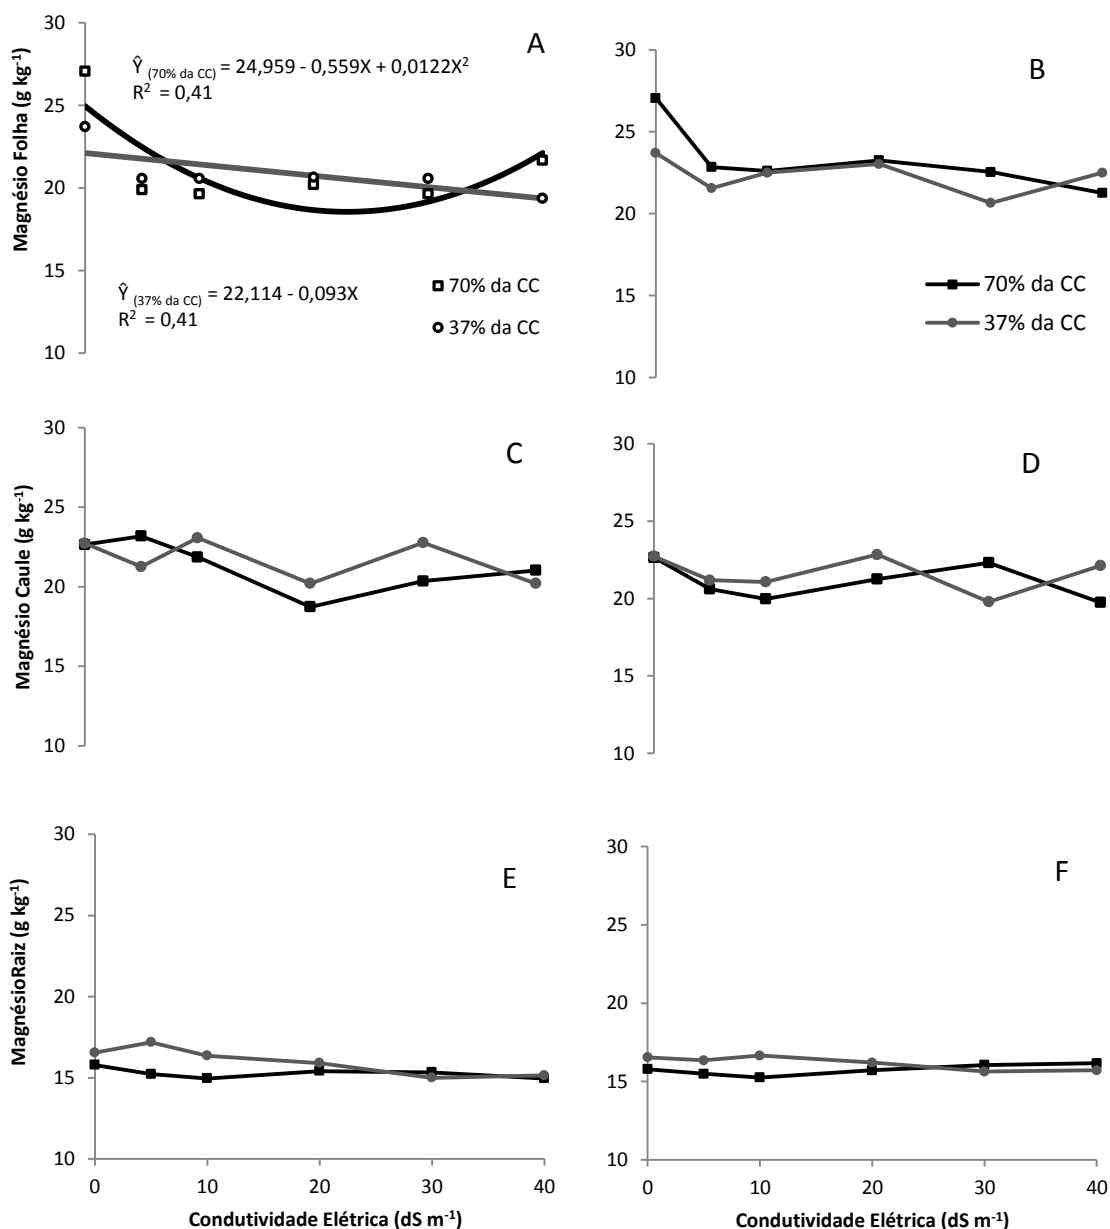 A
Ŷ (70% da CC) = 24,959 - 0,559X + 0,0122X²
R² = 0,41
Ŷ (37% da CC) = 22,114 - 0,093X
R² = 0,41
70% da CC
37% da CC
30
25
20
15
10
Magnésio Folha (g kg⁻¹)
B
70% da CC
37% da CC
30
25
20
15
10
C
30
25
20
15
10
Magnésio Caule (g kg⁻¹)
D
30
25
20
15
10
E
30
25
20
15
10
MagnésioRaiz (g kg⁻¹)
0 10 20 30 40
Condutividade Elétrica (dS m⁻¹)
F
30
25
20
15
10
0 10 20 30 40
Condutividade Elétrica (dS m⁻¹)